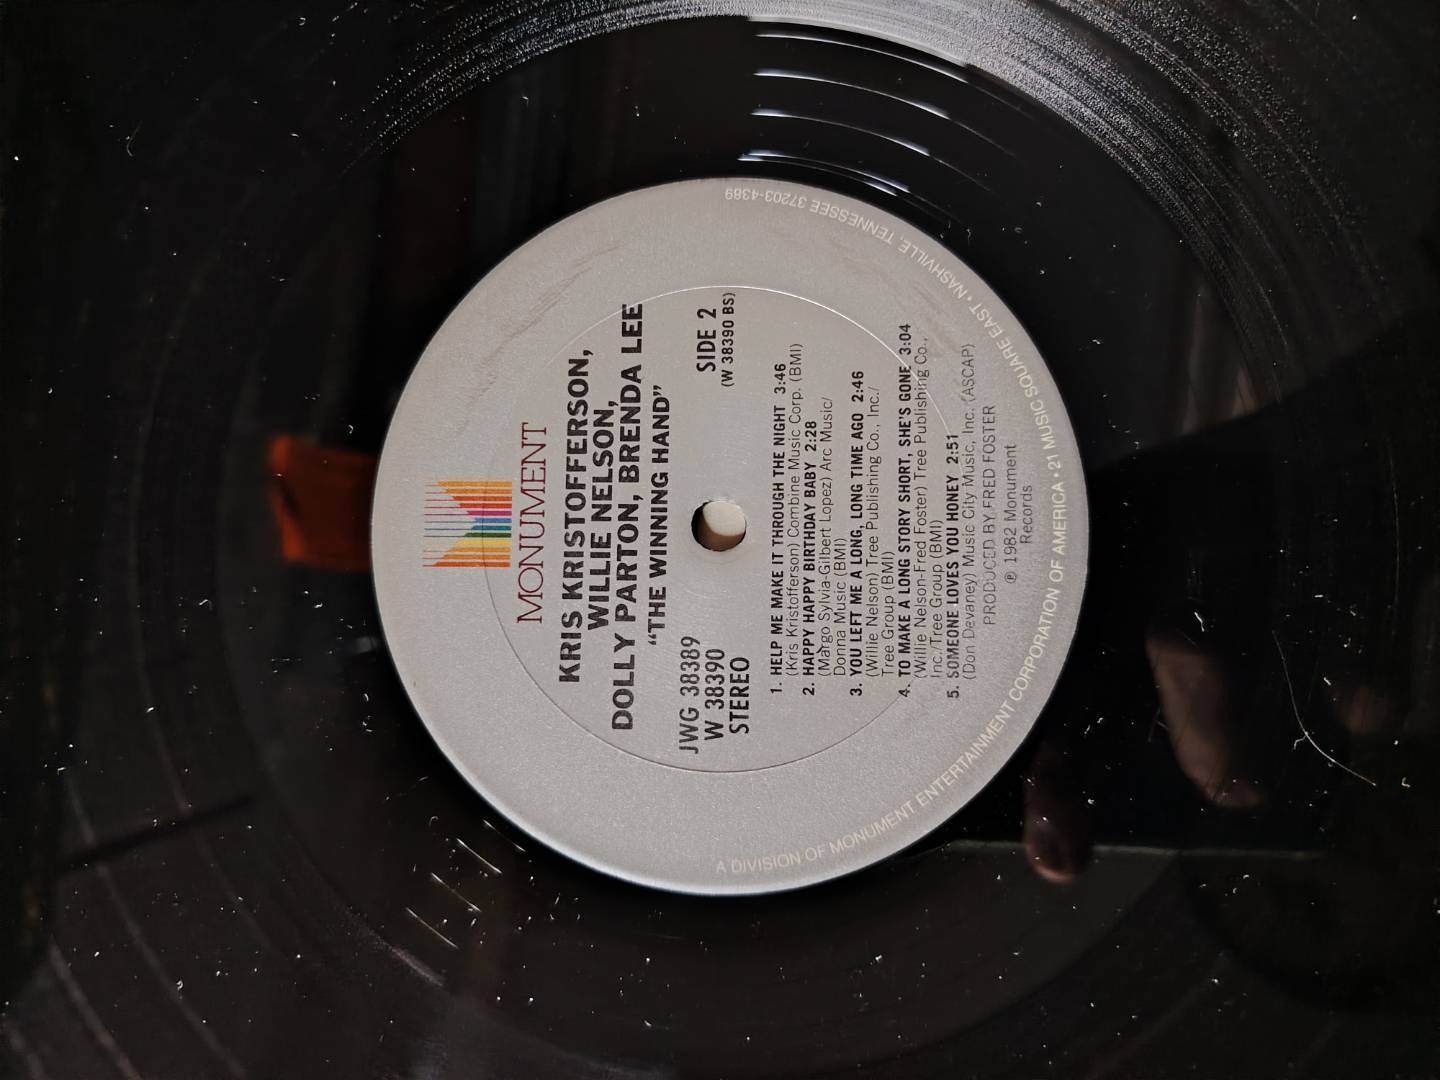 MONUMENT
KRIS KRISTOFFERSON,
WILLIE NELSON,
DOLLY PARTON, BRENDA LEE
“THE WINNING HAND”
JWG 38389
W 38390
STEREO
SIDE 2
(W 38390 BS)
1. HELP ME MAKE IT THROUGH THE NIGHT 3:46
(Kris Kristofferson) Combine Music Corp. (BMI)
2. HAPPY HAPPY BIRTHDAY BABY 2:28
(Margo Sylvia-Gilbert Lopez) Arc Music/
Donna Music (BMI)
3. YOU LEFT ME A LONG, LONG TIME AGO 2:46
(Willie Nelson) Tree Publishing Co., Inc./
Tree Group (BMI)
4. TO MAKE A LONG STORY SHORT, SHE'S GONE 3:04
(Willie Nelson-Fred Foster) Tree Publishing Co.,
Inc./Tree Group (BMI)
5. SOMEONE LOVES YOU HONEY 2:51
(Don Devaney) Music City Music, Inc. (ASCAP)
PRODUCED BY FRED FOSTER
℗ 1982 Monument
Records
A DIVISION OF MONUMENT ENTERTAINMENT CORPORATION OF AMERICA • 21 MUSIC SQUARE EAST • NASHVILLE, TENNESSEE 37203-4389